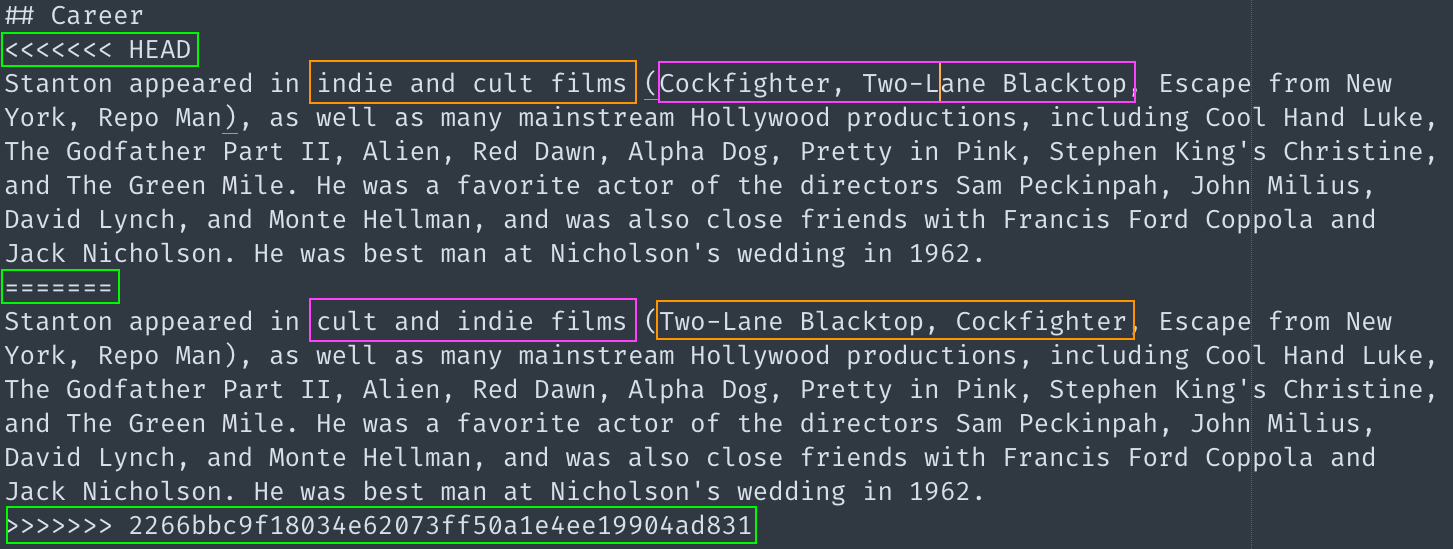 ## Career
<<<<<<< HEAD
Stanton appeared in indie and cult films (Cockfighter, Two-Lane Blacktop, Escape from New
York, Repo Man), as well as many mainstream Hollywood productions, including Cool Hand Luke,
The Godfather Part II, Alien, Red Dawn, Alpha Dog, Pretty in Pink, Stephen King's Christine,
and The Green Mile. He was a favorite actor of the directors Sam Peckinpah, John Milius,
David Lynch, and Monte Hellman, and was also close friends with Francis Ford Coppola and
Jack Nicholson. He was best man at Nicholson's wedding in 1962.
=======
Stanton appeared in cult and indie films (Two-Lane Blacktop, Cockfighter, Escape from New
York, Repo Man), as well as many mainstream Hollywood productions, including Cool Hand Luke,
The Godfather Part II, Alien, Red Dawn, Alpha Dog, Pretty in Pink, Stephen King's Christine,
and The Green Mile. He was a favorite actor of the directors Sam Peckinpah, John Milius,
David Lynch, and Monte Hellman, and was also close friends with Francis Ford Coppola and
Jack Nicholson. He was best man at Nicholson's wedding in 1962.
>>>>>>> 2266bbc9f18034e62073ff50a1e4ee19904ad831